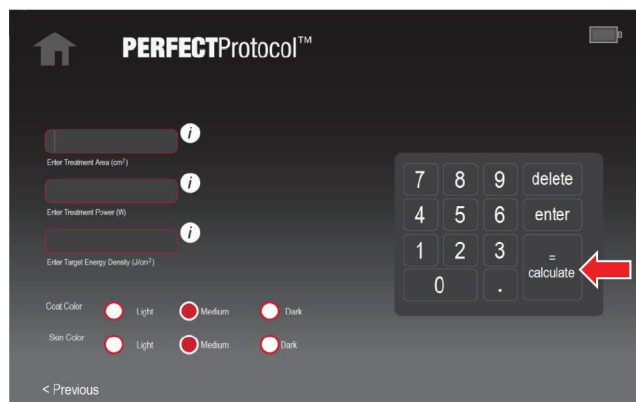 PERFECTProtocol™
i
Enter Treatment Area (cm²)
i
Enter Treatment Power (W)
i
Enter Target Energy Density (J/cm²)
Coat Color Light Medium Dark
Skin Color Light Medium Dark
< Previous
7 8 9 delete
4 5 6 enter
1 2 3 = calculate
0 .